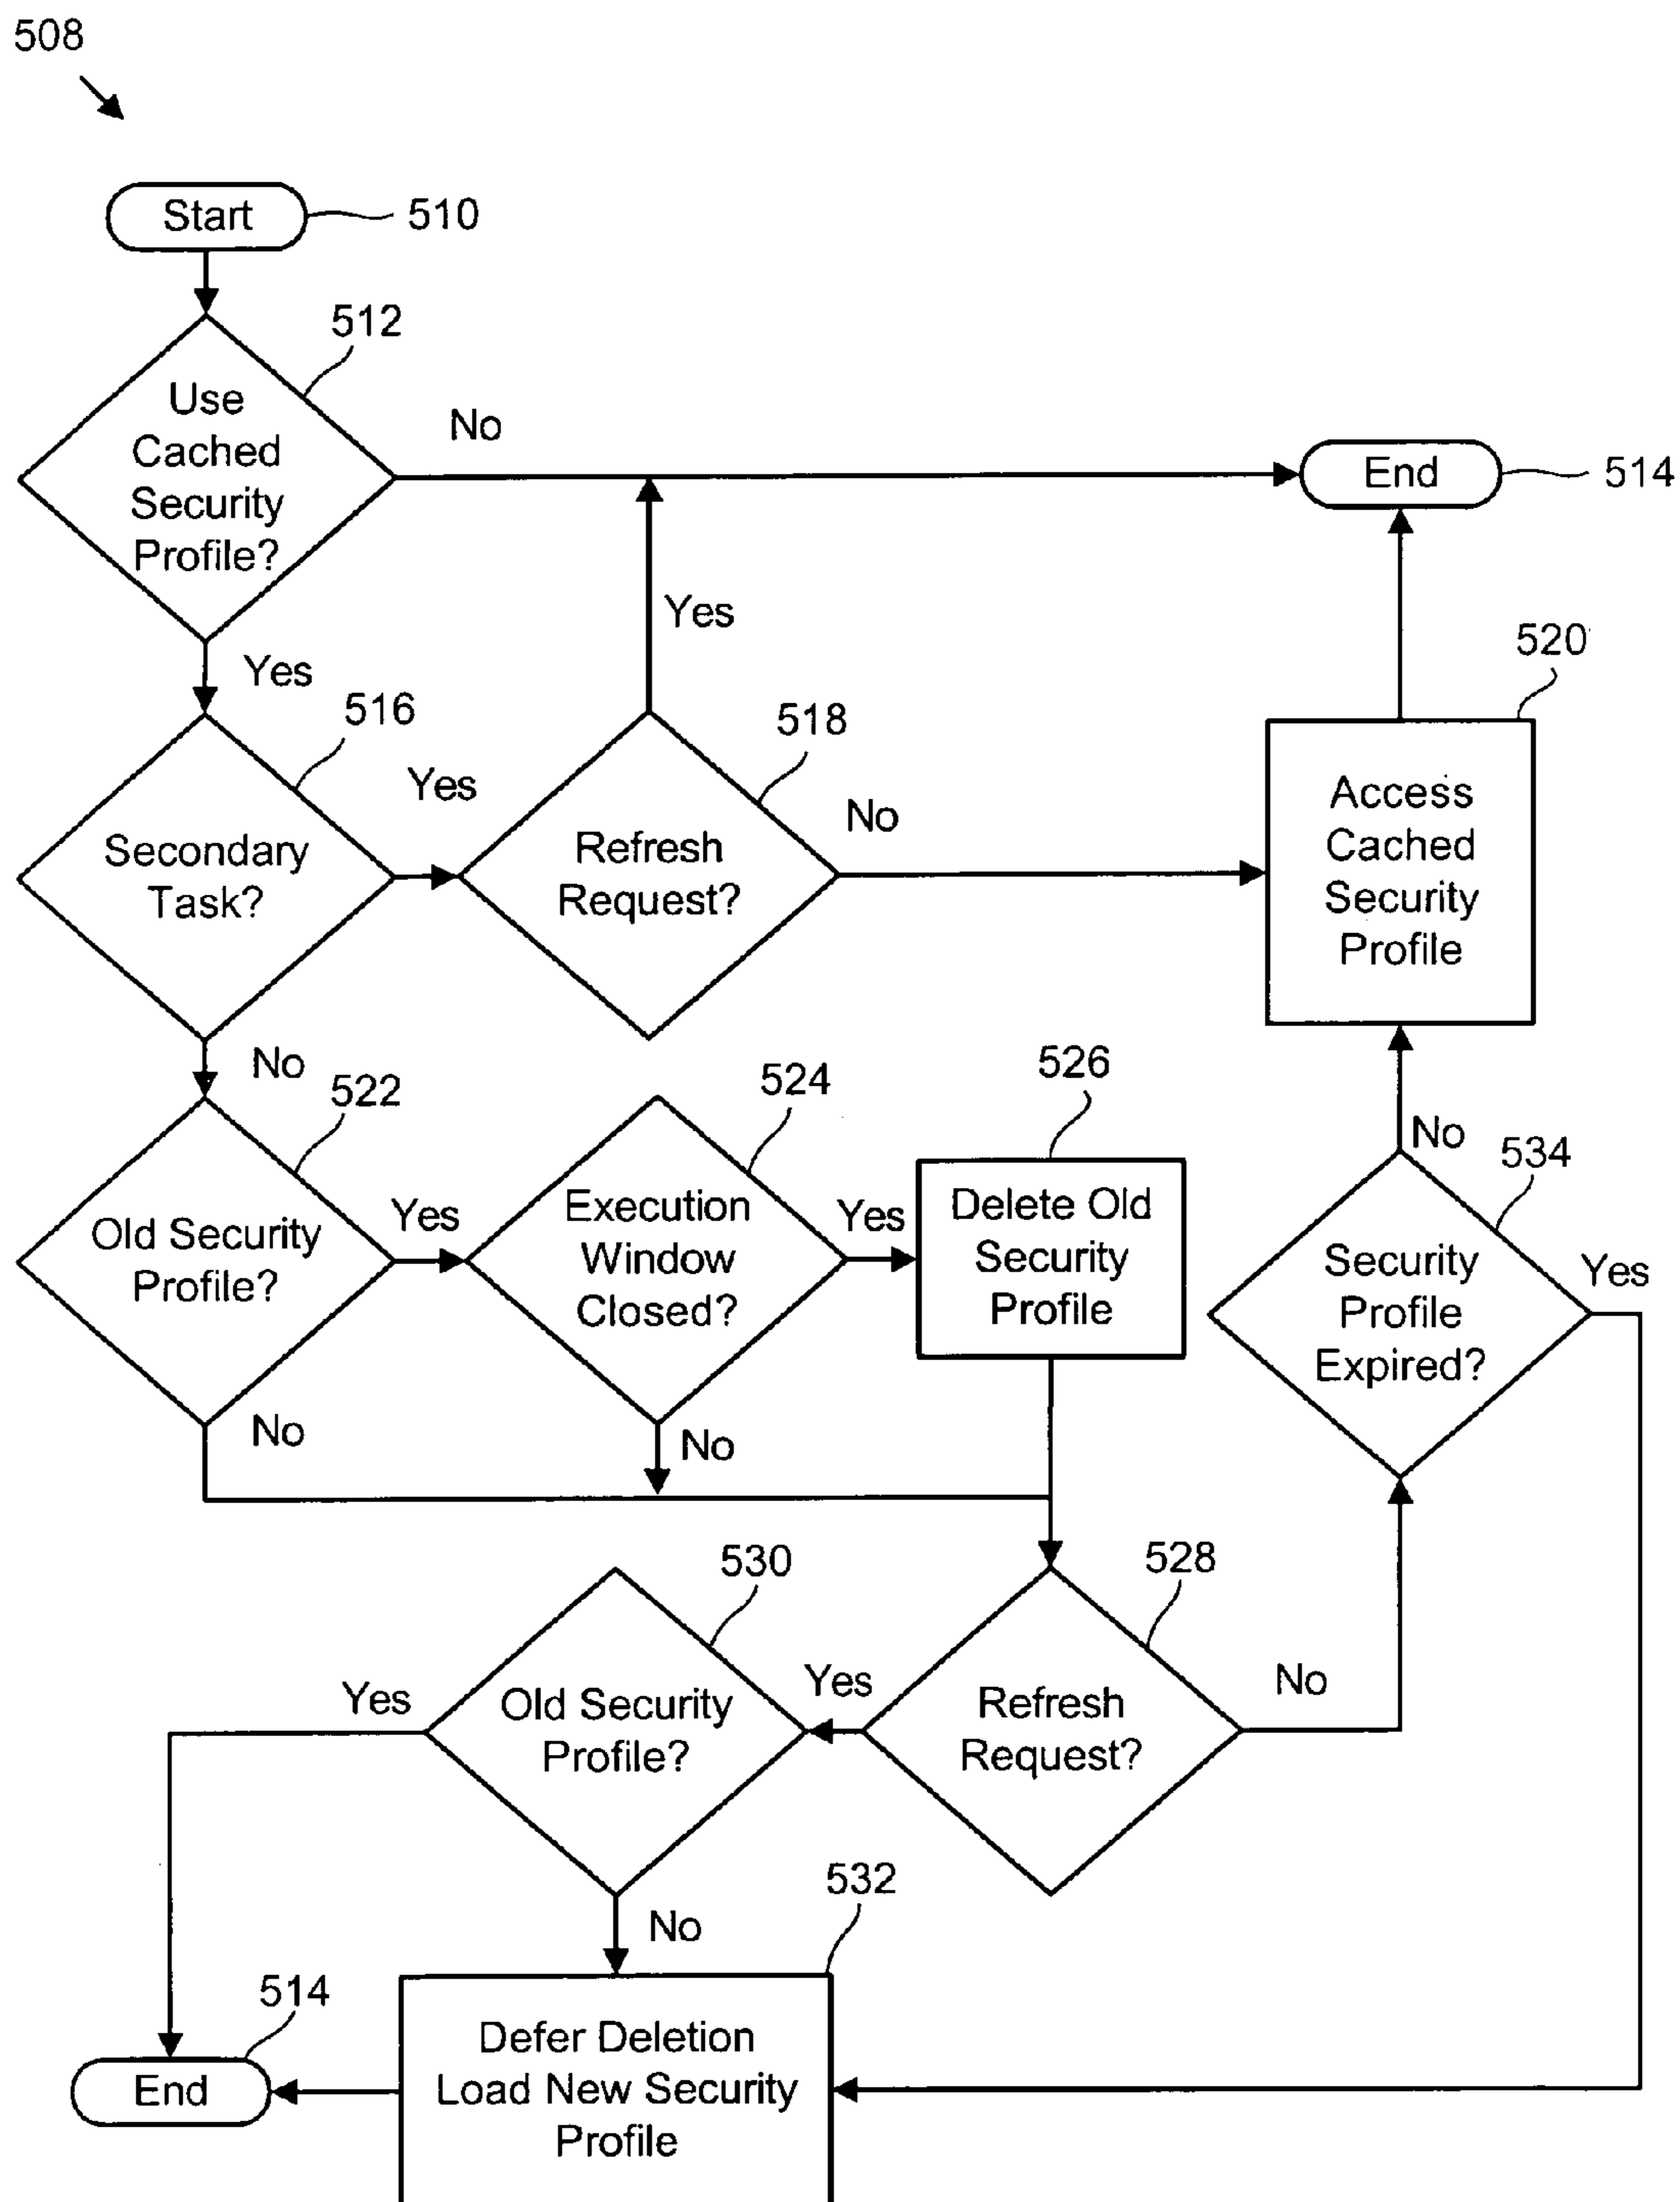 508
Start
510
512
Use
Cached
Security
Profile?
No
End
514
Yes
Yes
516
518
520
Secondary
Task?
Yes
Refresh
Request?
No
Access
Cached
Security
Profile
No
522
524
526
Old Security
Profile?
Yes
Execution
Window
Closed?
Yes
Delete Old
Security
Profile
No
534
Security
Profile
Expired?
Yes
No
No
530
528
Yes
Old Security
Profile?
Yes
Refresh
Request?
No
No
532
514
End
Defer Deletion
Load New Security
Profile